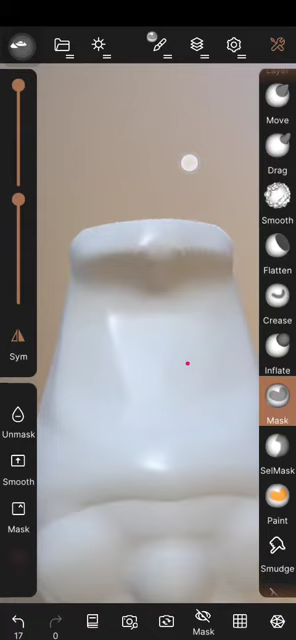 Layer
Move
Drag
Smooth
Flatten
Crease
Inflate
Mask
SelMask
Paint
Smudge
Sym
Unmask
Smooth
Mask
17
0
Mask